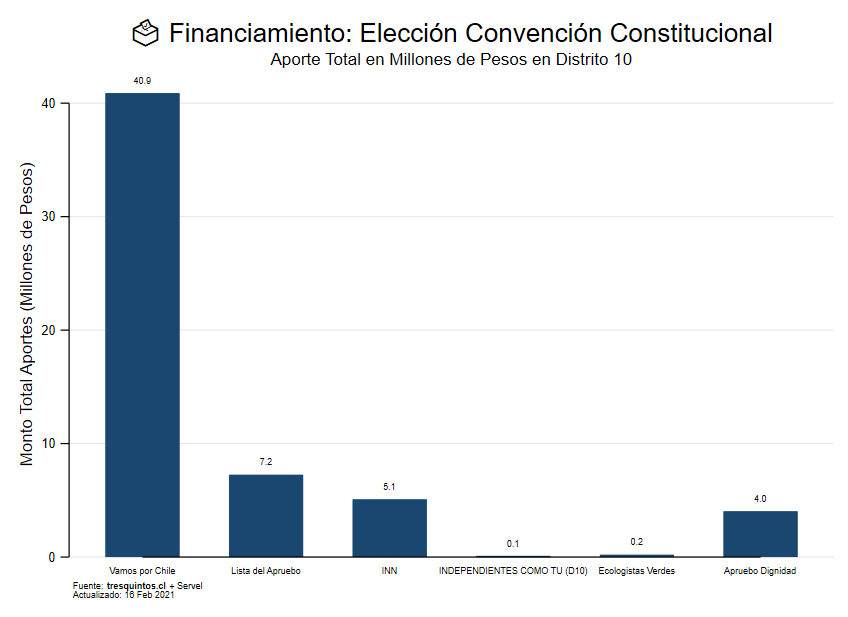 Financiamiento: Elección Convención Constitucional
Aporte Total en Millones de Pesos en Distrito 10
Monto Total Aportes (Millones de Pesos)
40
30
20
10
0
40.9
7.2
5.1
0.1
0.2
4.0
Vamos por Chile
Lista del Apruebo
INN
INDEPENDIENTES COMO TU (D10)
Ecologistas Verdes
Apruebo Dignidad
Fuente: tresquintos.cl + Servel
Actualizado: 16 Feb 2021